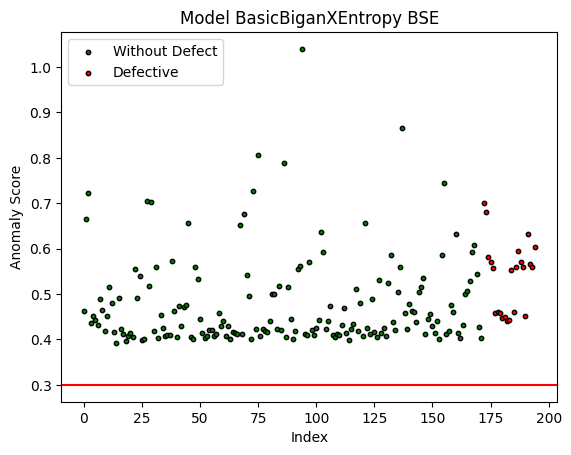 Model BasicBiganXEntropy BSE
Without Defect
Defective
Anomaly Score
1.0
0.9
0.8
0.7
0.6
0.5
0.4
0.3
0 25 50 75 100 125 150 175 200
Index